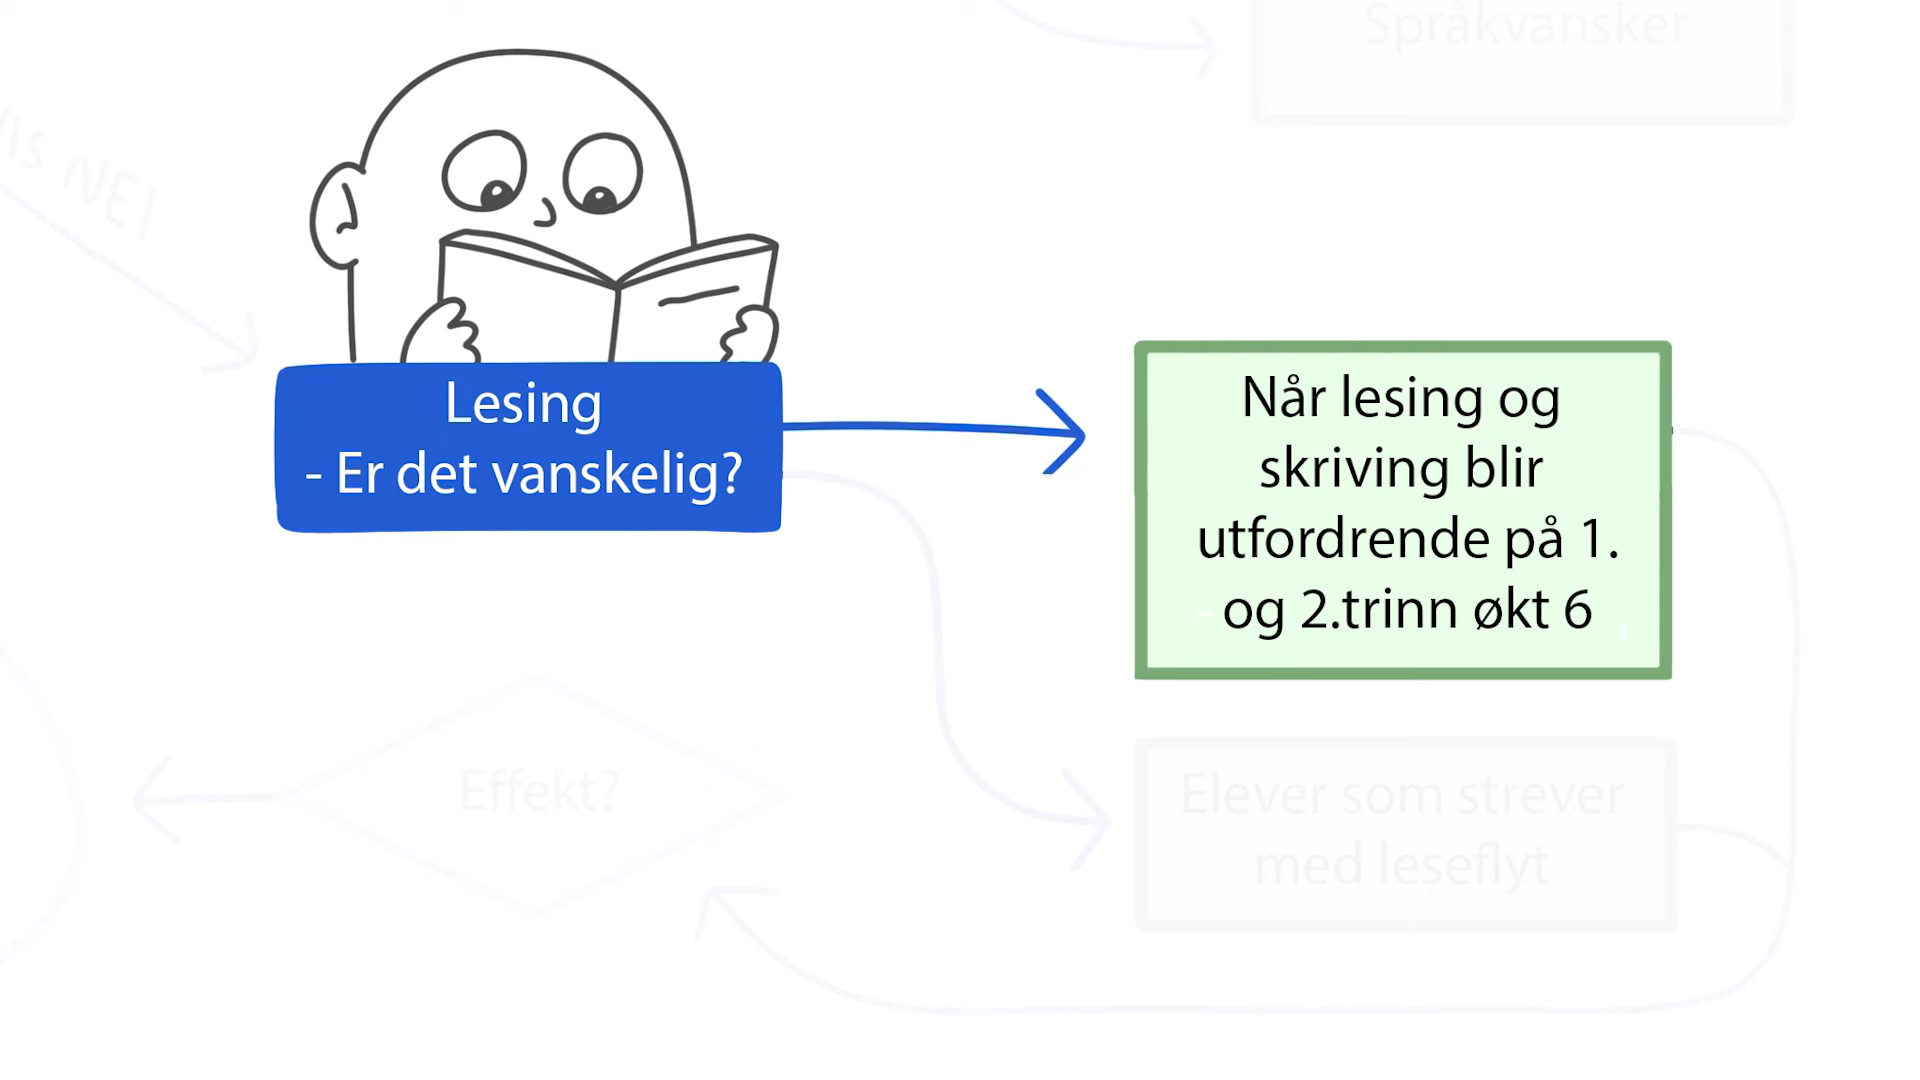 Språkvansker
NEI
Lesing
- Er det vanskelig?
Når lesing og
skriving blir
utfordrende på 1.
og 2.trinn økt 6
Effekt?
Elever som strever
med leseflyt